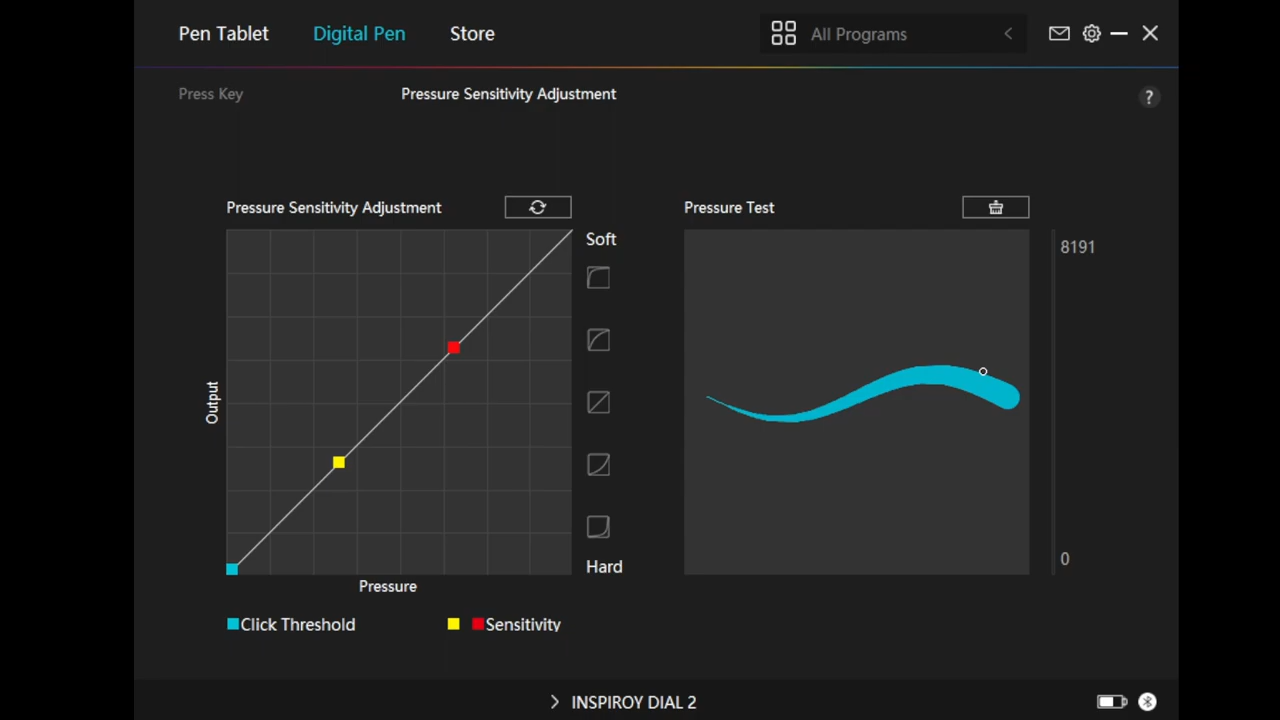 Pen Tablet Digital Pen Store All Programs
Press Key Pressure Sensitivity Adjustment ?
Pressure Sensitivity Adjustment
Soft
Output
Hard
Pressure
Click Threshold Sensitivity
Pressure Test
8191
0
INSPIROY DIAL 2